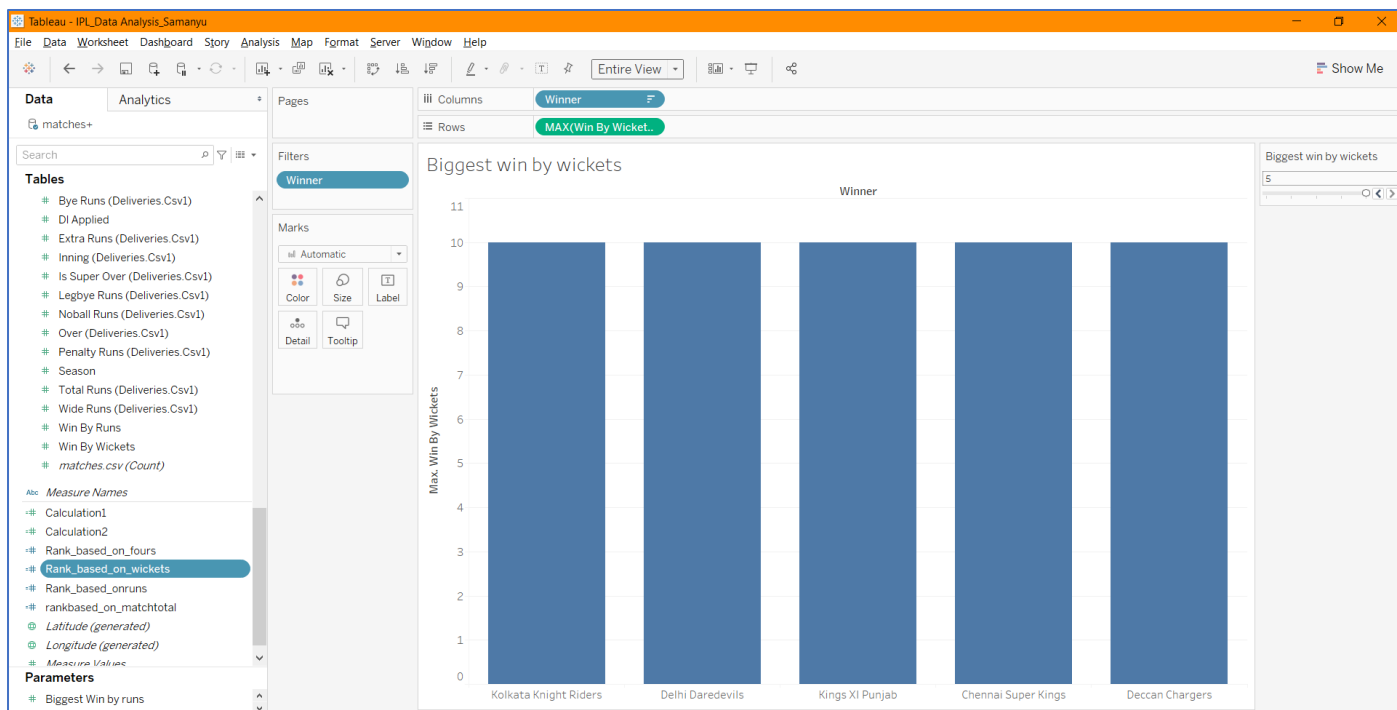 Tableau - IPL_Data Analysis_Samanyu
File Data Worksheet Dashboard Story Analysis Map Format Server Window Help
Entire View
Show Me
Data Analytics
matches+
Search
Tables
Bye Runs (Deliveries.Csv1)
Dl Applied
Extra Runs (Deliveries.Csv1)
Inning (Deliveries.Csv1)
Is Super Over (Deliveries.Csv1)
Legbye Runs (Deliveries.Csv1)
Noball Runs (Deliveries.Csv1)
Over (Deliveries.Csv1)
Penalty Runs (Deliveries.Csv1)
Season
Total Runs (Deliveries.Csv1)
Wide Runs (Deliveries.Csv1)
Win By Runs
Win By Wickets
matches.csv (Count)
Abc Measure Names
Calculation1
Calculation2
Rank_based_on_fours
Rank_based_on_wickets
Rank_based_onruns
rankbased_on_matchtotal
Latitude (generated)
Longitude (generated)
Measure Values
Parameters
Biggest Win by runs
Pages
Filters
Winner
Marks
Automatic
Color Size Label
Detail Tooltip
Columns Winner
Rows MAX(Win By Wicket..
Biggest win by wickets
Winner
Max. Win By Wickets
11
10
9
8
7
6
5
4
3
2
1
0
Kolkata Knight Riders Delhi Daredevils Kings XI Punjab Chennai Super Kings Deccan Chargers
Biggest win by wickets
5